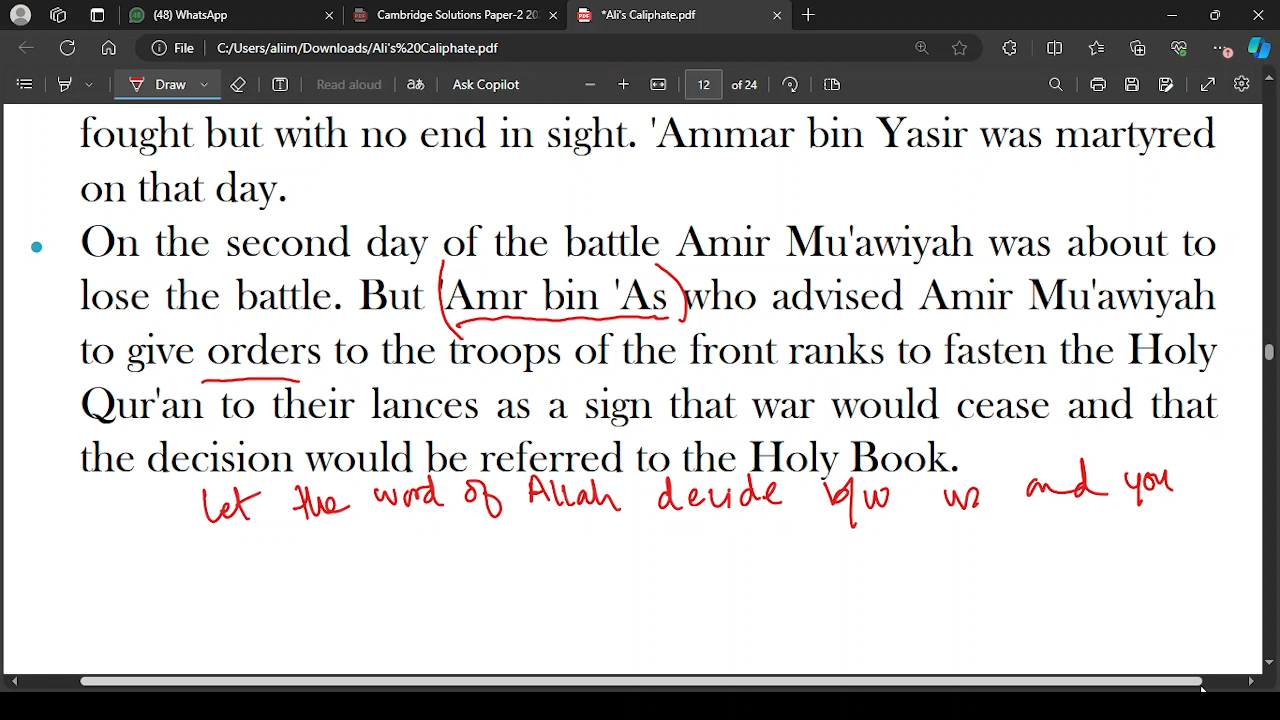 (48) WhatsApp
Cambridge Solutions Paper-2 20
*Ali's Caliphate.pdf
File C:/Users/aliim/Downloads/Ali's%20Caliphate.pdf
Draw Read aloud aあ Ask Copilot 12 of 24
fought but with no end in sight. 'Ammar bin Yasir was martyred
on that day.
• On the second day of the battle Amir Mu'awiyah was about to
lose the battle. But 'Amr bin 'As who advised Amir Mu'awiyah
to give orders to the troops of the front ranks to fasten the Holy
Qur'an to their lances as a sign that war would cease and that
the decision would be referred to the Holy Book.
Let the word of Allah decide b/w us and you